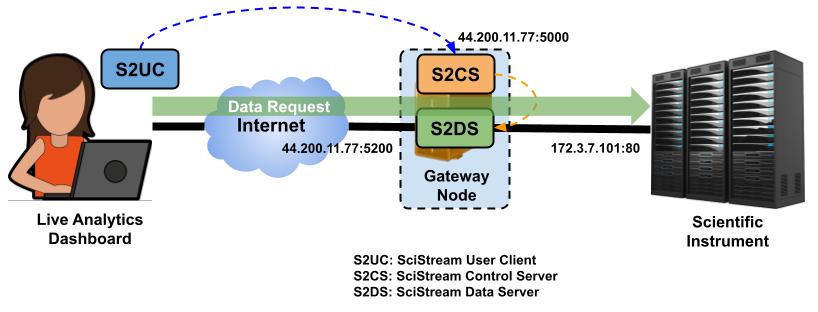 44.200.11.77:5000
S2UC
S2CS
Data Request
Internet
S2DS
44.200.11.77:5200
172.3.7.101:80
Gateway
Node
Live Analytics
Dashboard
Scientific
Instrument
S2UC: SciStream User Client
S2CS: SciStream Control Server
S2DS: SciStream Data Server